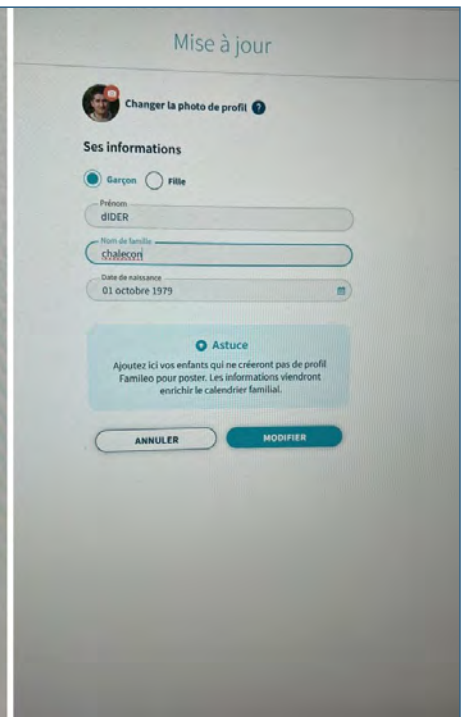 Mise à jour
Changer la photo de profil ?
Ses informations
Garçon Fille
Prénom
dIDER
Nom de famille
chalecon
Date de naissance
01 octobre 1979
Astuce
Ajoutez ici vos enfants qui ne créeront pas de profil
Famileo pour poster. Les informations viendront
enrichir le calendrier familial.
ANNULER MODIFIER